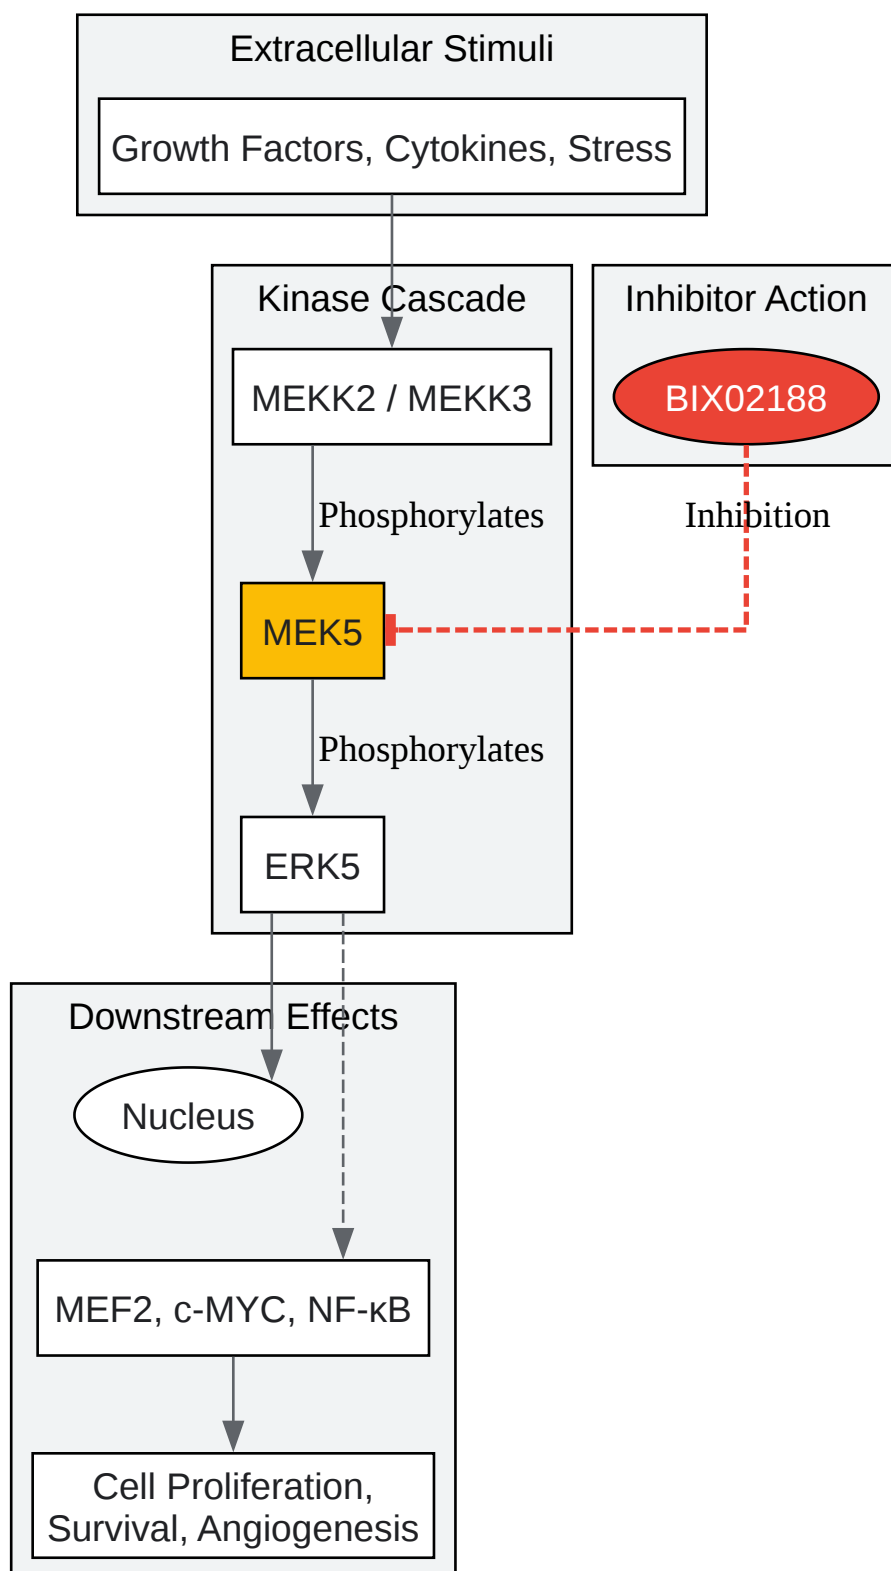 Extracellular Stimuli
Growth Factors, Cytokines, Stress
Kinase Cascade
Inhibitor Action
MEKK2 / MEKK3
BIX02188
Phosphorylates
Inhibition
MEK5
Phosphorylates
ERK5
Downstream Effects
Nucleus
MEF2, c-MYC, NF-κB
Cell Proliferation,
Survival, Angiogenesis